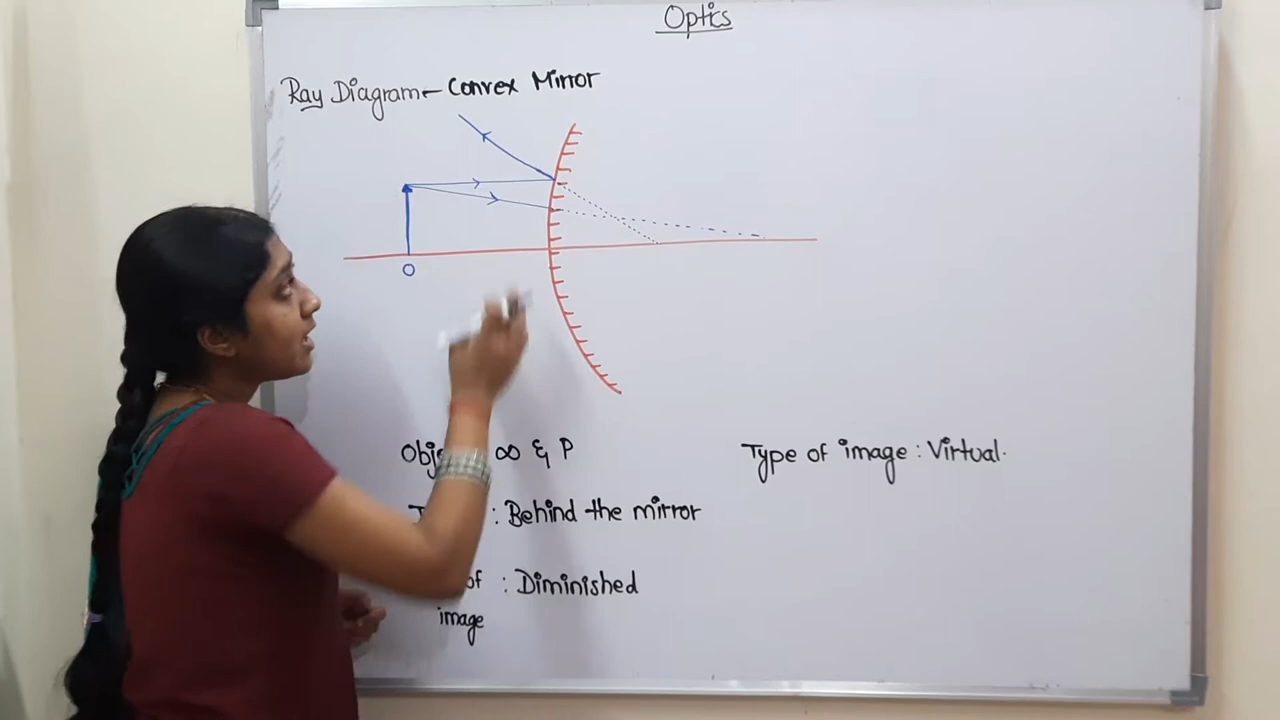 Optics
Ray Diagram - Convex Mirror
O
∞ & P
Type of image : Virtual.
: Behind the mirror
of : Diminished
image